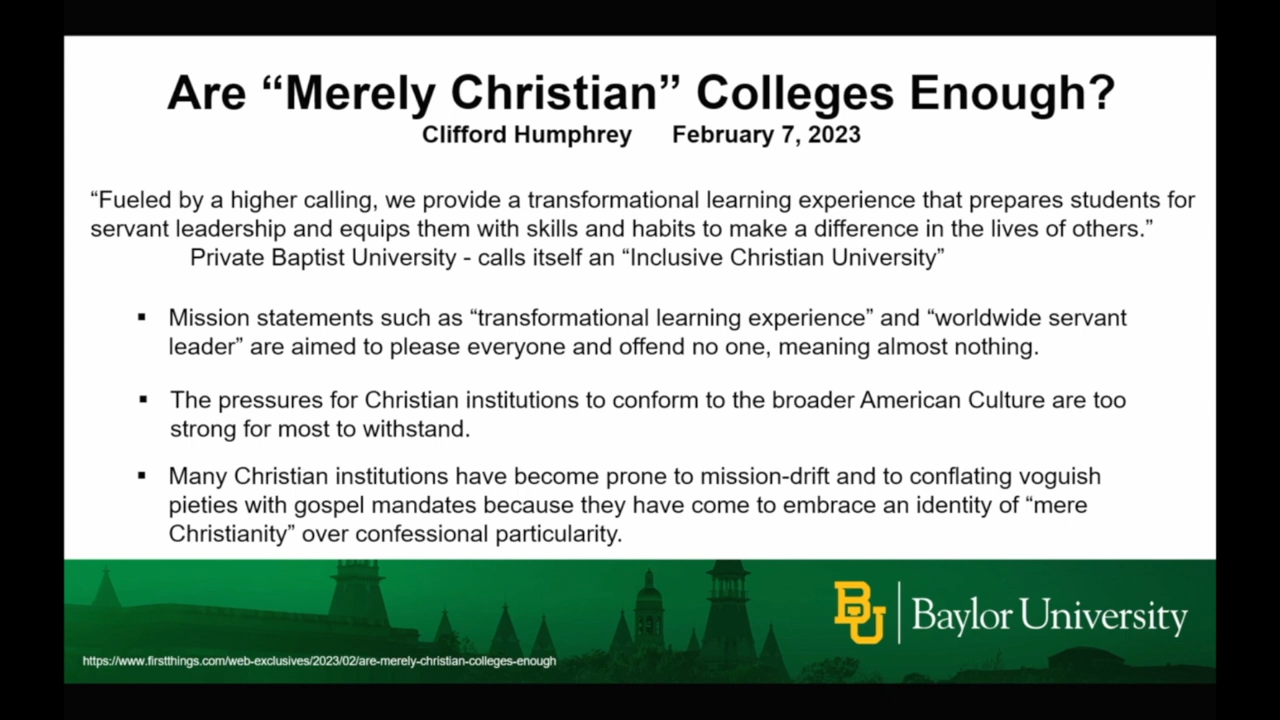 Are “Merely Christian” Colleges Enough?
Clifford Humphrey February 7, 2023
“Fueled by a higher calling, we provide a transformational learning experience that prepares students for
servant leadership and equips them with skills and habits to make a difference in the lives of others.”
Private Baptist University - calls itself an “Inclusive Christian University”
▪ Mission statements such as “transformational learning experience” and “worldwide servant
leader” are aimed to please everyone and offend no one, meaning almost nothing.
▪ The pressures for Christian institutions to conform to the broader American Culture are too
strong for most to withstand.
▪ Many Christian institutions have become prone to mission-drift and to conflating voguish
pieties with gospel mandates because they have come to embrace an identity of “mere
Christianity” over confessional particularity.
BU Baylor University
https://www.firstthings.com/web-exclusives/2023/02/are-merely-christian-colleges-enough